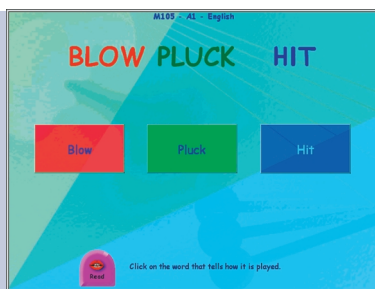 M105 - A1 - English
BLOW PLUCK HIT
Blow Pluck Hit
Read Click on the word that tells how it is played.